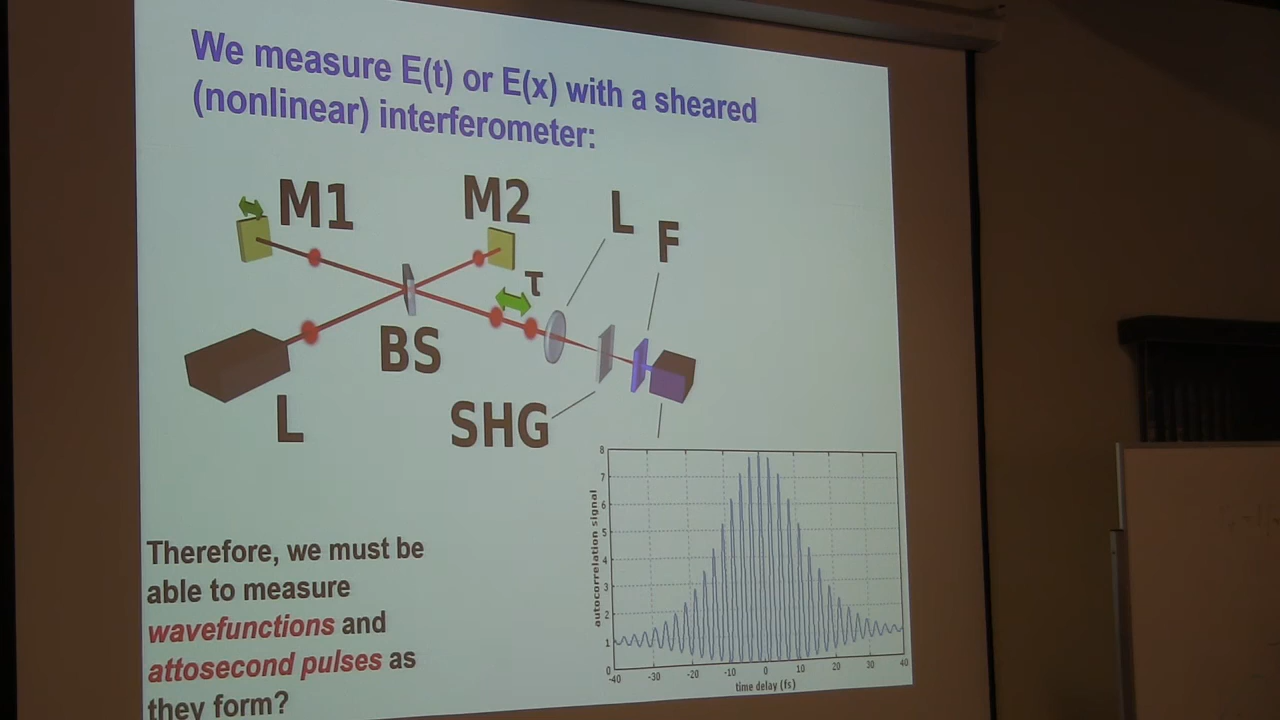 We measure E(t) or E(x) with a sheared
(nonlinear) interferometer:
M1
M2
L
F
τ
BS
L
SHG
8
7
6
5
4
3
2
1
0
autocorrelation signal
-40
-30
-20
-10
0
10
20
30
40
time delay (fs)
Therefore, we must be
able to measure
wavefunctions and
attosecond pulses as
they form?